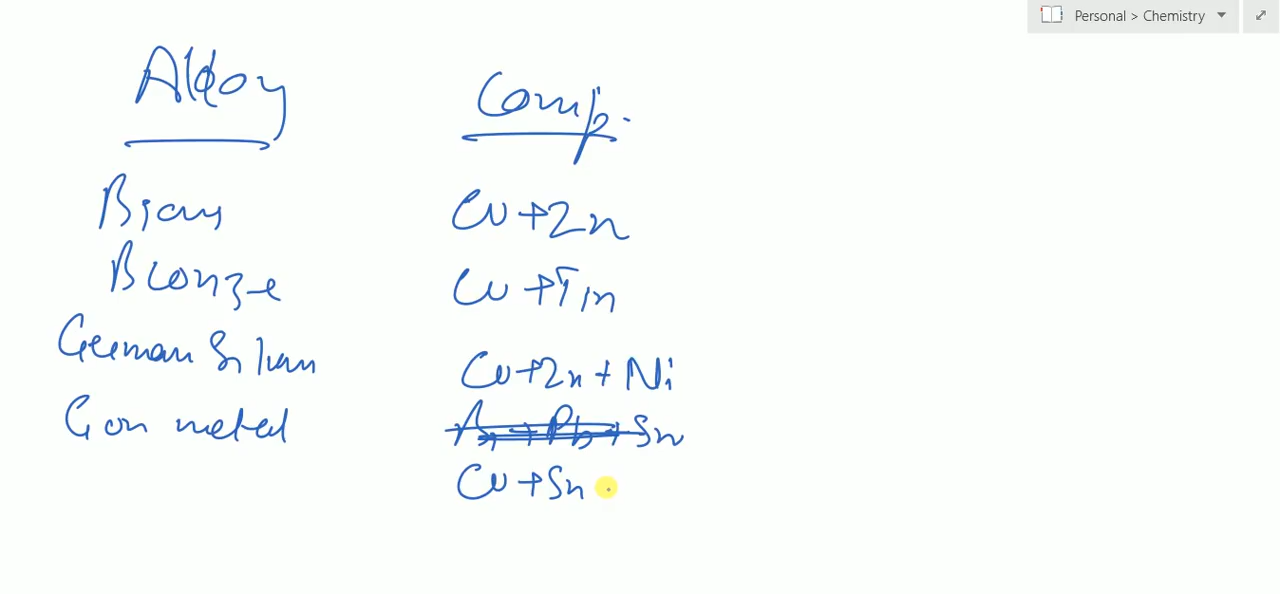 Personal > Chemistry
Alloy Comp.
Brass Cu+Zn
Bronze Cu+Tin
German Silver Cu+Zn+Ni
Gun metal Sn
Cu+Sn